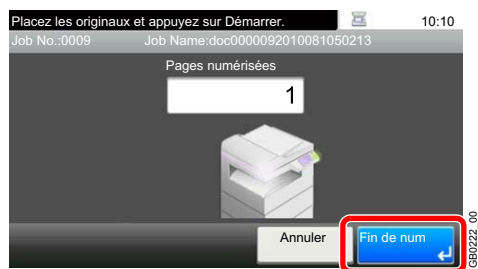 Placez les originaux et appuyez sur Démarrer.
10:10
Job No.:0009
Job Name:doc0000092010081050213
Pages numérisées
1
Annuler
Fin de num
GB0222_00